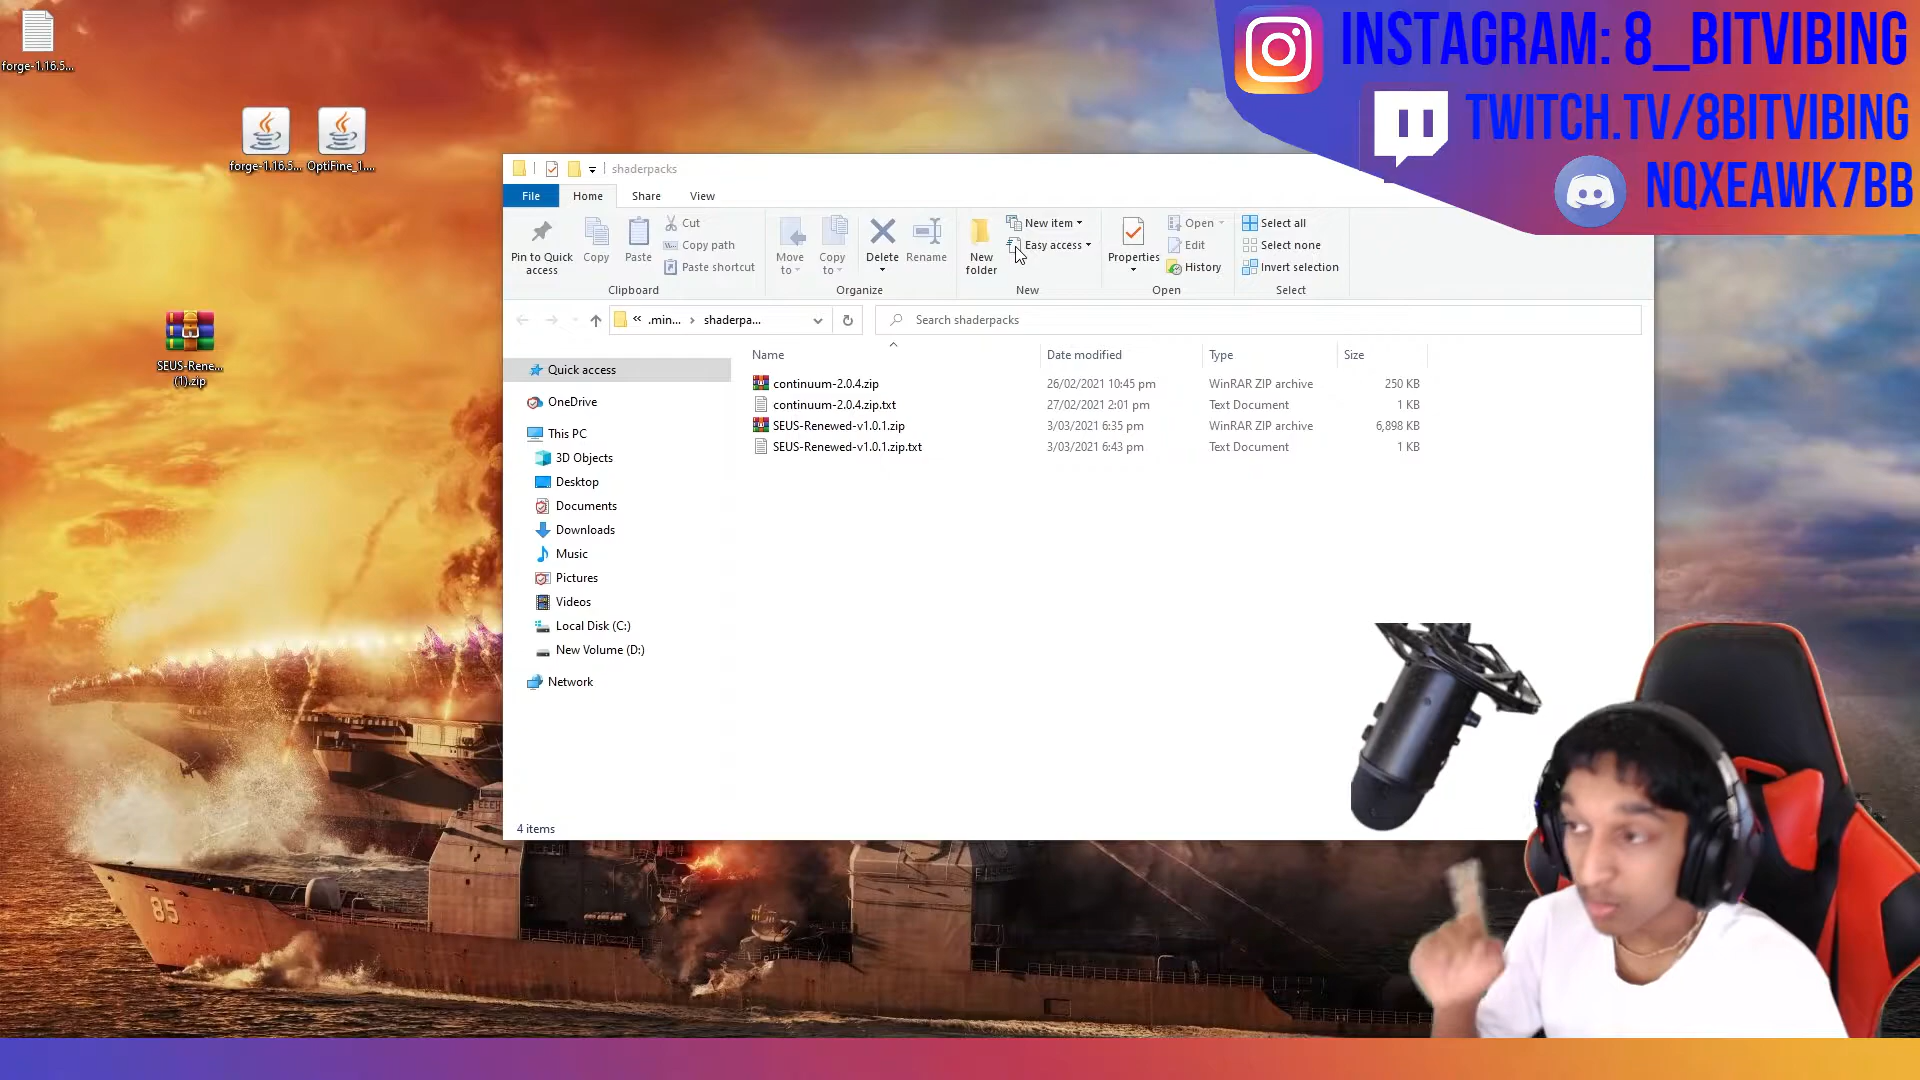 forge-1.16.5...
forge-1.16.5...
OptiFine_1....
SEUS-Rene...
(1).zip
INSTAGRAM: 8_BITVIBING
TWITCH.TV/8BITVIBING
NQXEAWK7BB
shaderpacks
File
Home
Share
View
Pin to Quick
access
Copy
Paste
Cut
Copy path
Paste shortcut
Clipboard
Move
to
Copy
to
Delete
Rename
Organize
New
folder
New item
Easy access
New
Properties
Open
Edit
History
Open
Select all
Select none
Invert selection
Select
« .min... › shaderpa...
Search shaderpacks
Name
Date modified
Type
Size
continuum-2.0.4.zip 26/02/2021 10:45 pm WinRAR ZIP archive 250 KB
continuum-2.0.4.zip.txt 27/02/2021 2:01 pm Text Document 1 KB
SEUS-Renewed-v1.0.1.zip 3/03/2021 6:35 pm WinRAR ZIP archive 6,898 KB
SEUS-Renewed-v1.0.1.zip.txt 3/03/2021 6:43 pm Text Document 1 KB
Quick access
OneDrive
This PC
3D Objects
Desktop
Documents
Downloads
Music
Pictures
Videos
Local Disk (C:)
New Volume (D:)
Network
4 items
85